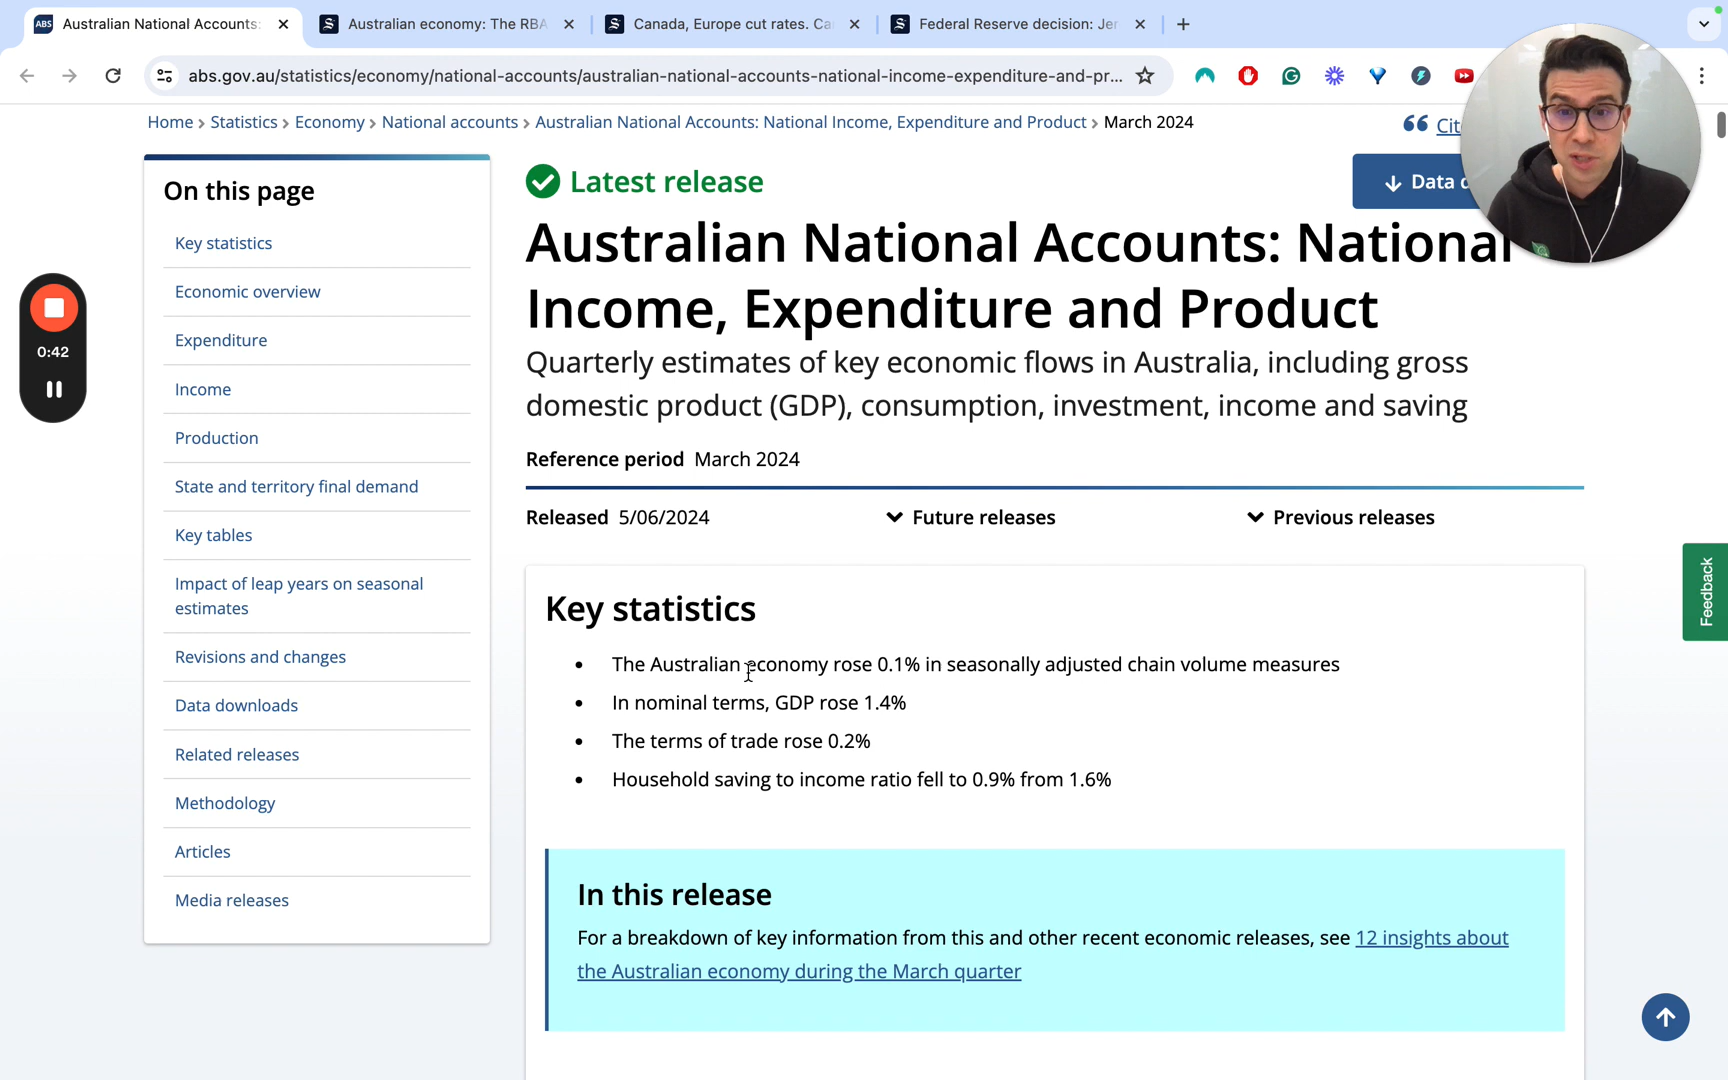 Australian National Accounts:
Australian economy: The RBA
Canada, Europe cut rates. Ca
Federal Reserve decision: Jer
abs.gov.au/statistics/economy/national-accounts/australian-national-accounts-national-income-expenditure-and-pr...
Home > Statistics > Economy > National accounts > Australian National Accounts: National Income, Expenditure and Product > March 2024
Cit
On this page
Key statistics
Economic overview
Expenditure
Income
Production
State and territory final demand
Key tables
Impact of leap years on seasonal
estimates
Revisions and changes
Data downloads
Related releases
Methodology
Articles
Media releases
0:42
Latest release
Data d
Australian National Accounts: National
Income, Expenditure and Product
Quarterly estimates of key economic flows in Australia, including gross
domestic product (GDP), consumption, investment, income and saving
Reference period March 2024
Released 5/06/2024
Future releases
Previous releases
Key statistics
• The Australian economy rose 0.1% in seasonally adjusted chain volume measures
• In nominal terms, GDP rose 1.4%
• The terms of trade rose 0.2%
• Household saving to income ratio fell to 0.9% from 1.6%
In this release
For a breakdown of key information from this and other recent economic releases, see 12 insights about
the Australian economy during the March quarter
Feedback